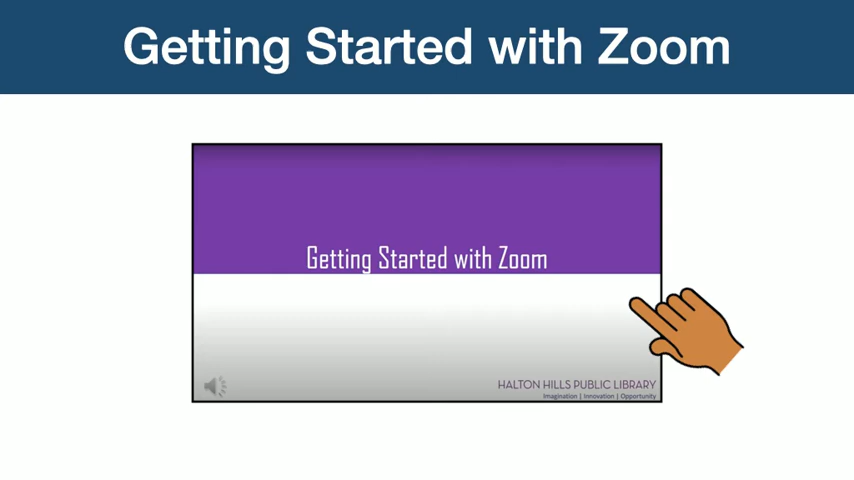 Getting Started with Zoom
Getting Started with Zoom
HALTON HILLS PUBLIC LIBRARY
Imagination | Innovation | Opportunity